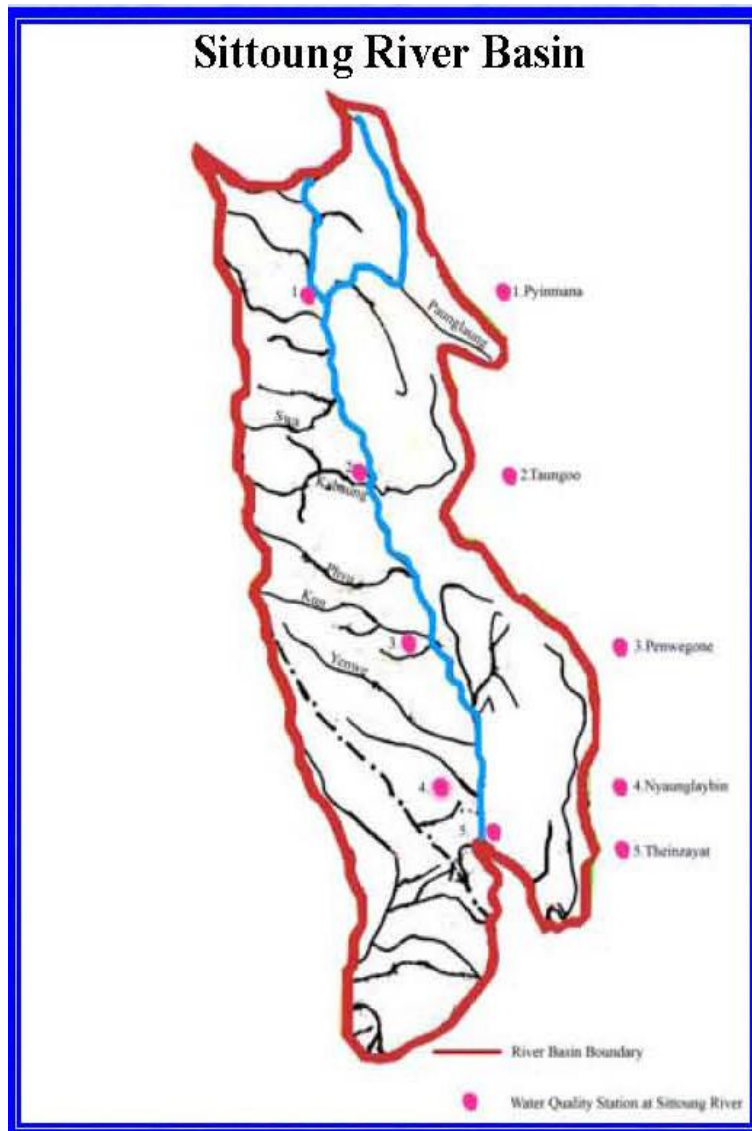 Sittoung River Basin
1
1.Pyinmana
Paunglaung
Swa
2
2.Taungoo
Kabaung
Phyu
Kun
3.
3.Penwegone
Yenwe
4.
4.Nyaunglaybin
5.
5.Theinzayat
River Basin Boundary
Water Quality Station at Sittoung River